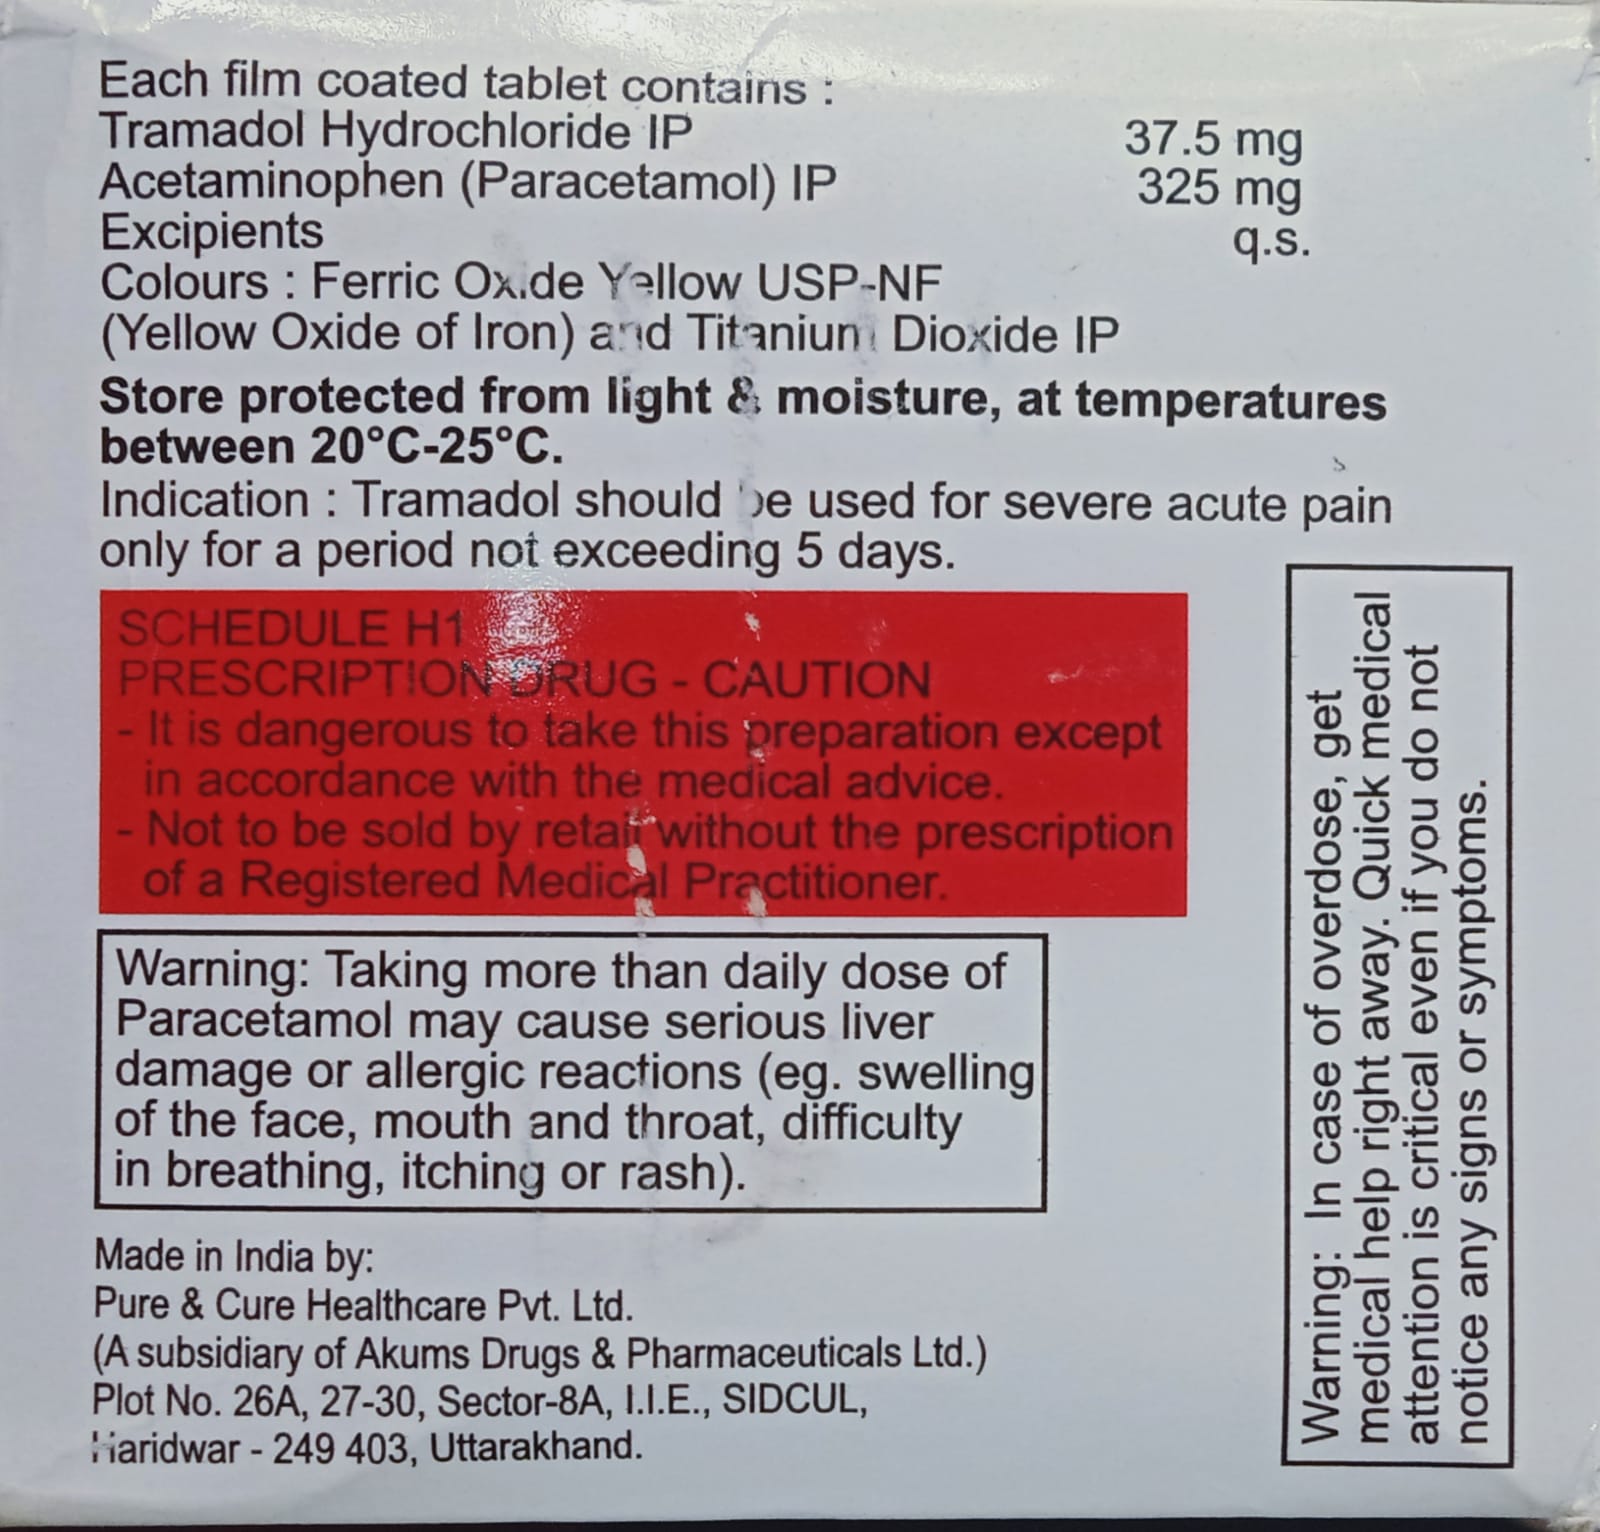 Each film coated tablet contains :
Tramadol Hydrochloride IP 37.5 mg
Acetaminophen (Paracetamol) IP 325 mg
Excipients q.s.
Colours : Ferric Oxide Yellow USP-NF
(Yellow Oxide of Iron) and Titanium Dioxide IP
Store protected from light & moisture, at temperatures
between 20°C-25°C.
Indication : Tramadol should be used for severe acute pain
only for a period not exceeding 5 days.
SCHEDULE H1
PRESCRIPTION DRUG - CAUTION
- It is dangerous to take this preparation except
in accordance with the medical advice.
- Not to be sold by retail without the prescription
of a Registered Medical Practitioner.
Warning: Taking more than daily dose of
Paracetamol may cause serious liver
damage or allergic reactions (eg. swelling
of the face, mouth and throat, difficulty
in breathing, itching or rash).
Made in India by:
Pure & Cure Healthcare Pvt. Ltd.
(A subsidiary of Akums Drugs & Pharmaceuticals Ltd.)
Plot No. 26A, 27-30, Sector-8A, I.I.E., SIDCUL,
Haridwar - 249 403, Uttarakhand.
Warning: In case of overdose, get
medical help right away. Quick medical
attention is critical even if you do not
notice any signs or symptoms.